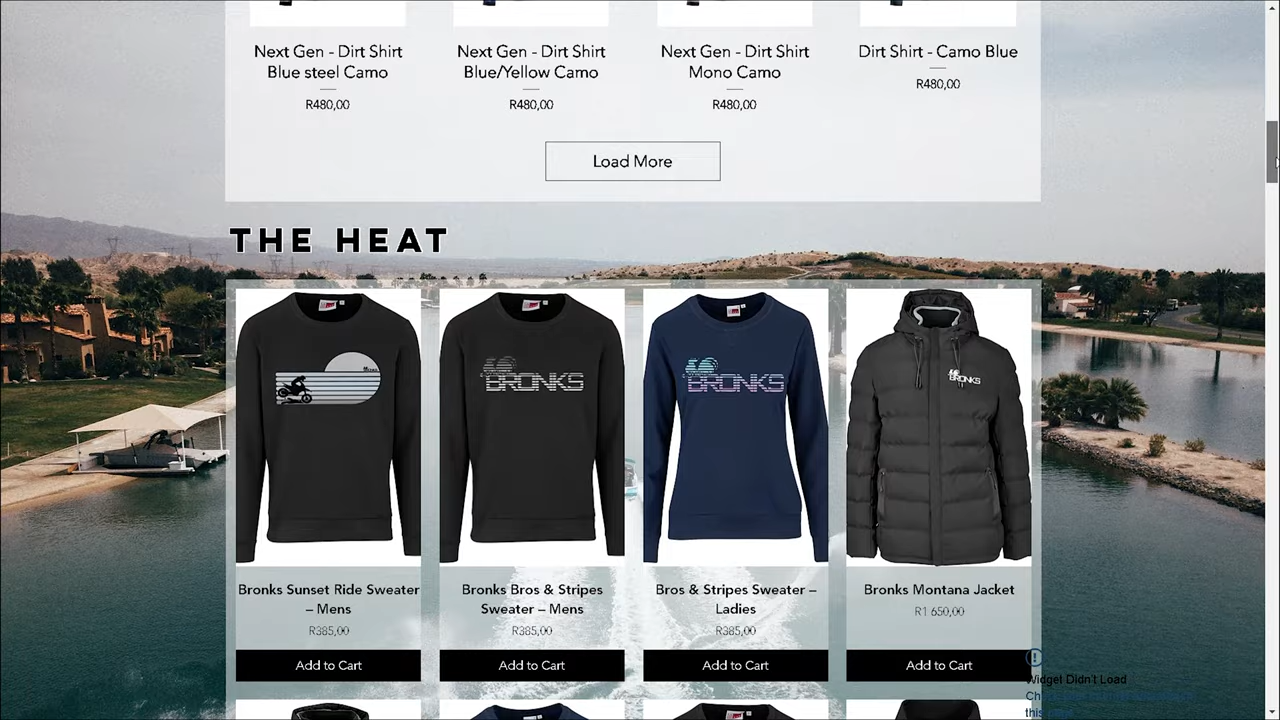 Next Gen - Dirt Shirt Blue steel Camo
R480,00
Next Gen - Dirt Shirt Blue/Yellow Camo
R480,00
Next Gen - Dirt Shirt Mono Camo
R480,00
Dirt Shirt - Camo Blue
R480,00
Load More
THE HEAT
BRONKS
BRONKS
BRONKS
Bronks Sunset Ride Sweater
– Mens
R385,00
Add to Cart
Bronks Bros & Stripes
Sweater – Mens
R385,00
Add to Cart
Bros & Stripes Sweater –
Ladies
R385,00
Add to Cart
Bronks Montana Jacket
R1 650,00
Add to Cart
Widget Didn't Load